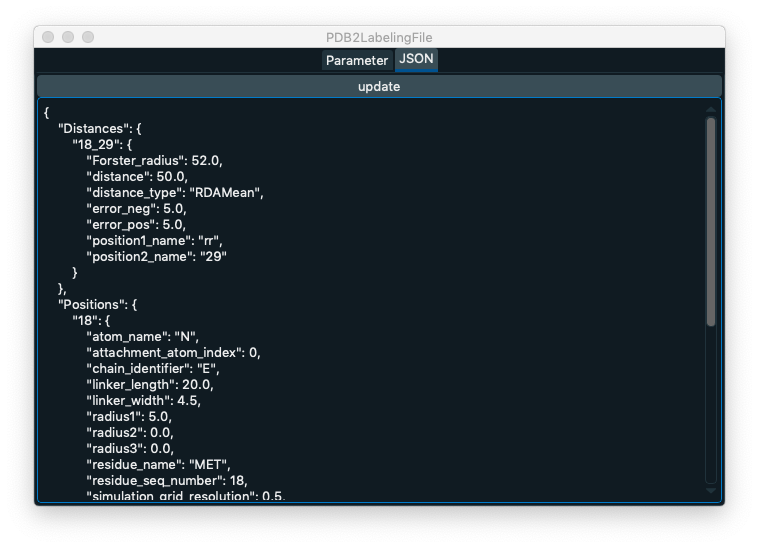 PDB2LabelingFile
Parameter JSON
update
{
"Distances": {
"18_29": {
"Forster_radius": 52.0,
"distance": 50.0,
"distance_type": "RDAMean",
"error_neg": 5.0,
"error_pos": 5.0,
"position1_name": "rr",
"position2_name": "29"
}
},
"Positions": {
"18": {
"atom_name": "N",
"attachment_atom_index": 0,
"chain_identifier": "E",
"linker_length": 20.0,
"linker_width": 4.5,
"radius1": 5.0,
"radius2": 0.0,
"radius3": 0.0,
"residue_name": "MET",
"residue_seq_number": 18,
"simulation_grid_resolution": 0.5,